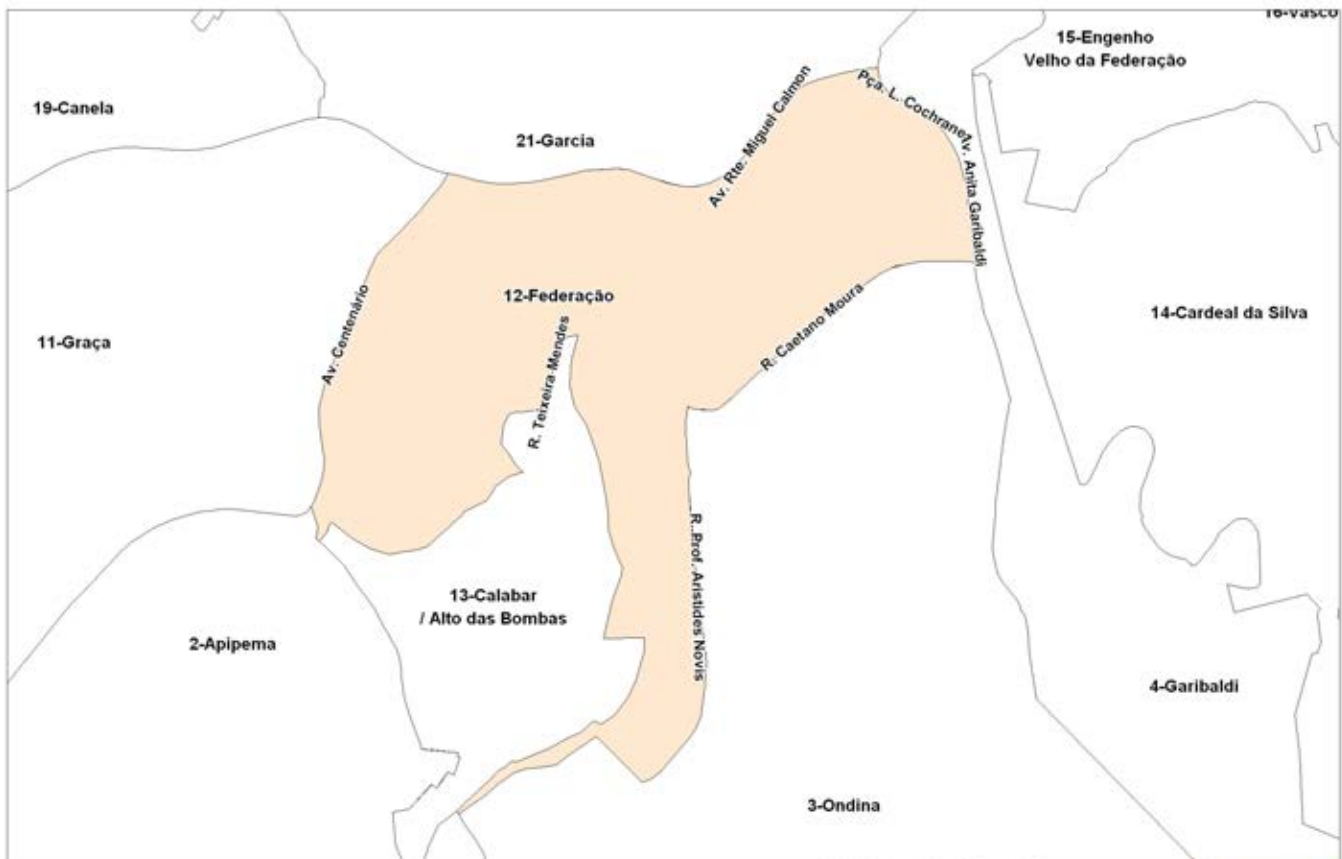 16-Vasco
15-Engenho
Velho da Federação
19-Canela
21-Garcia
Av. Rte. Miguel Calmon
Pça. L. Cochrane
Av. Anita Garibaldi
12-Federação
14-Cardeal da Silva
11-Graça
Av. Centenário
R. Teixeira Mendes
R. Caetano Moura
R. Prof. Aristides Novis
13-Calabar
/ Alto das Bombas
2-Apipema
4-Garibaldi
3-Ondina